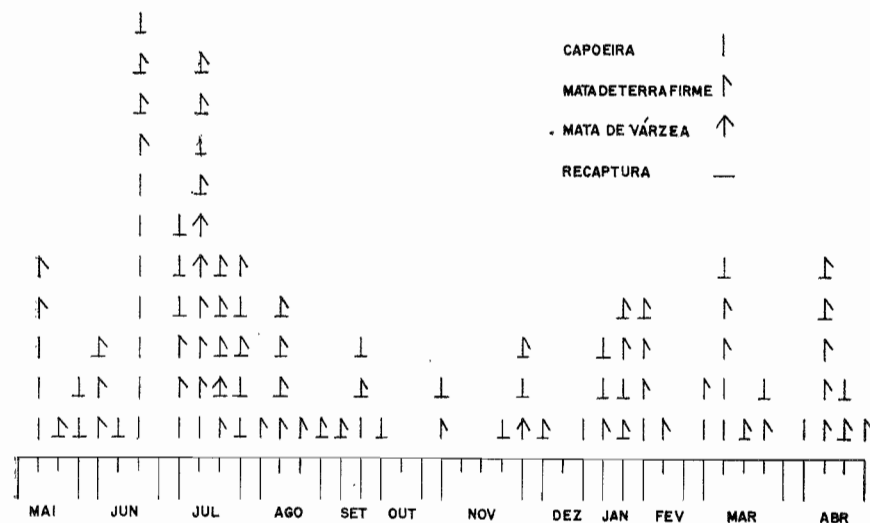 CAPOEIRA
MATA DE TERRA FIRME
MATA DE VÁRZEA
RECAPTURA
MAI JUN JUL AGO SET OUT NOV DEZ JAN FEV MAR ABR